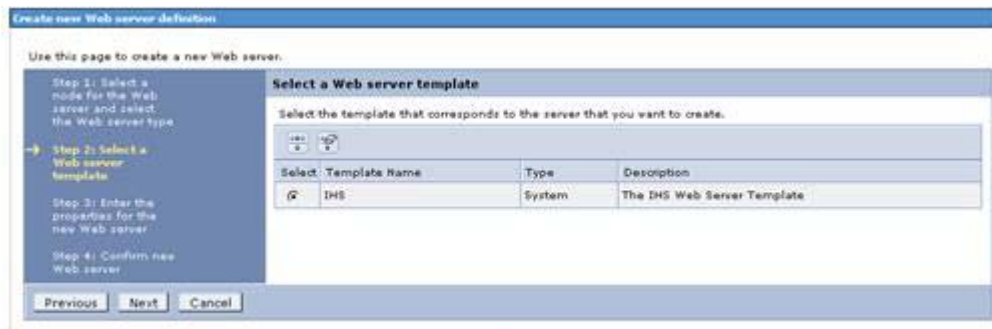 Create new Web server definition
Use this page to create a new Web server.
Step 1: Select a
node for the Web
server and select
the Web server type
Step 2: Select a
Web server
template
Step 3: Enter the
properties for the
new Web server
Step 4: Confirm new
Web server
Select a Web server template
Select the template that corresponds to the server that you want to create.
Select Template Name Type Description
IHS System The IHS Web Server Template
Previous Next Cancel